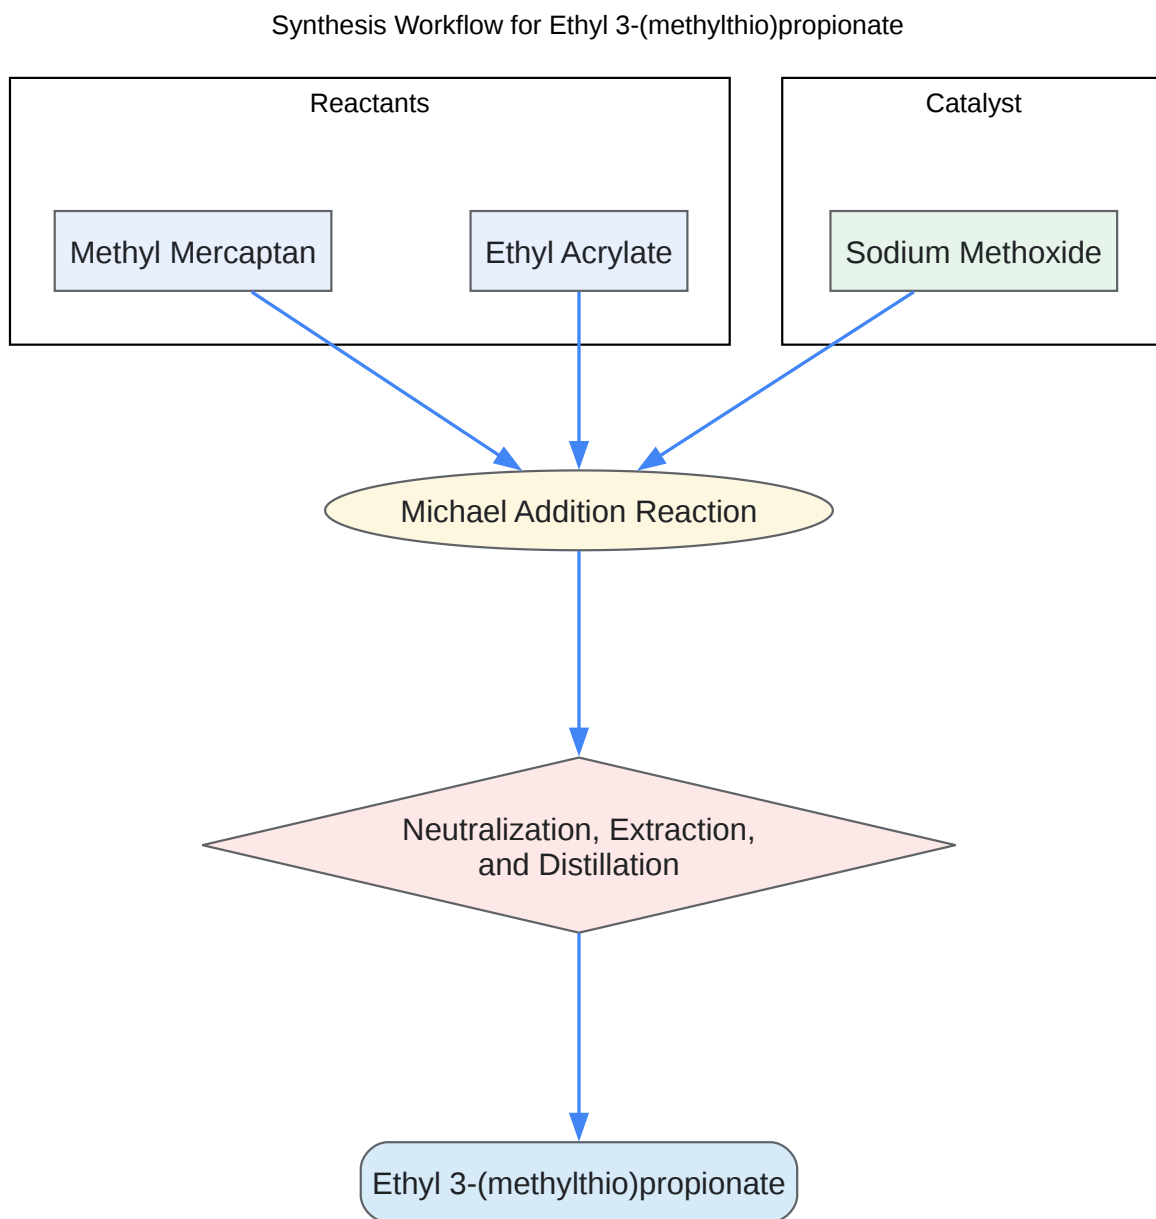 Synthesis Workflow for Ethyl 3-(methylthio)propionate
Reactants
Catalyst
Methyl Mercaptan
Ethyl Acrylate
Sodium Methoxide
Michael Addition Reaction
Neutralization, Extraction,
and Distillation
Ethyl 3-(methylthio)propionate